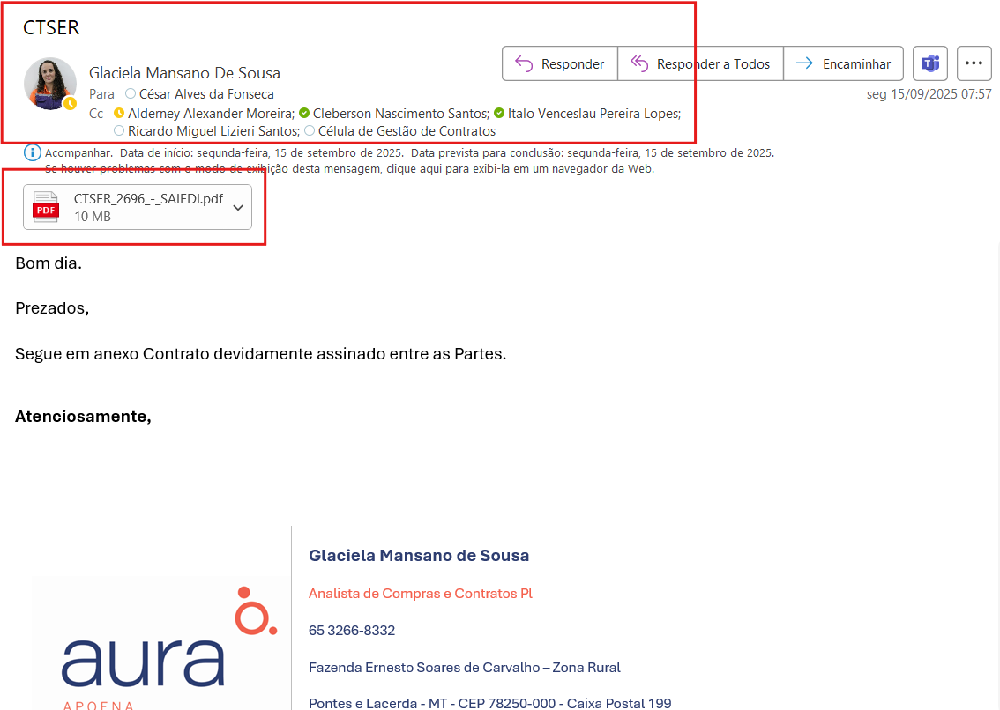 CTSER
Glaciela Mansano De Sousa
Responder
Responder a Todos
Encaminhar
Para César Alves da Fonseca
seg 15/09/2025 07:57
Cc Alderney Alexander Moreira; Cleberson Nascimento Santos; Italo Venceslau Pereira Lopes;
Ricardo Miguel Lizieri Santos; Célula de Gestão de Contratos
Acompanhar. Data de início: segunda-feira, 15 de setembro de 2025. Data prevista para conclusão: segunda-feira, 15 de setembro de 2025.
Se houver problemas com o modo de exibição desta mensagem, clique aqui para exibi-la em um navegador da Web.
PDF
CTSER_2696_-_SAIEDI.pdf
10 MB
Bom dia.
Prezados,
Segue em anexo Contrato devidamente assinado entre as Partes.
Atenciosamente,
Glaciela Mansano de Sousa
Analista de Compras e Contratos Pl
65 3266-8332
Fazenda Ernesto Soares de Carvalho – Zona Rural
Pontes e Lacerda - MT - CEP 78250-000 - Caixa Postal 199
aura
APOENA